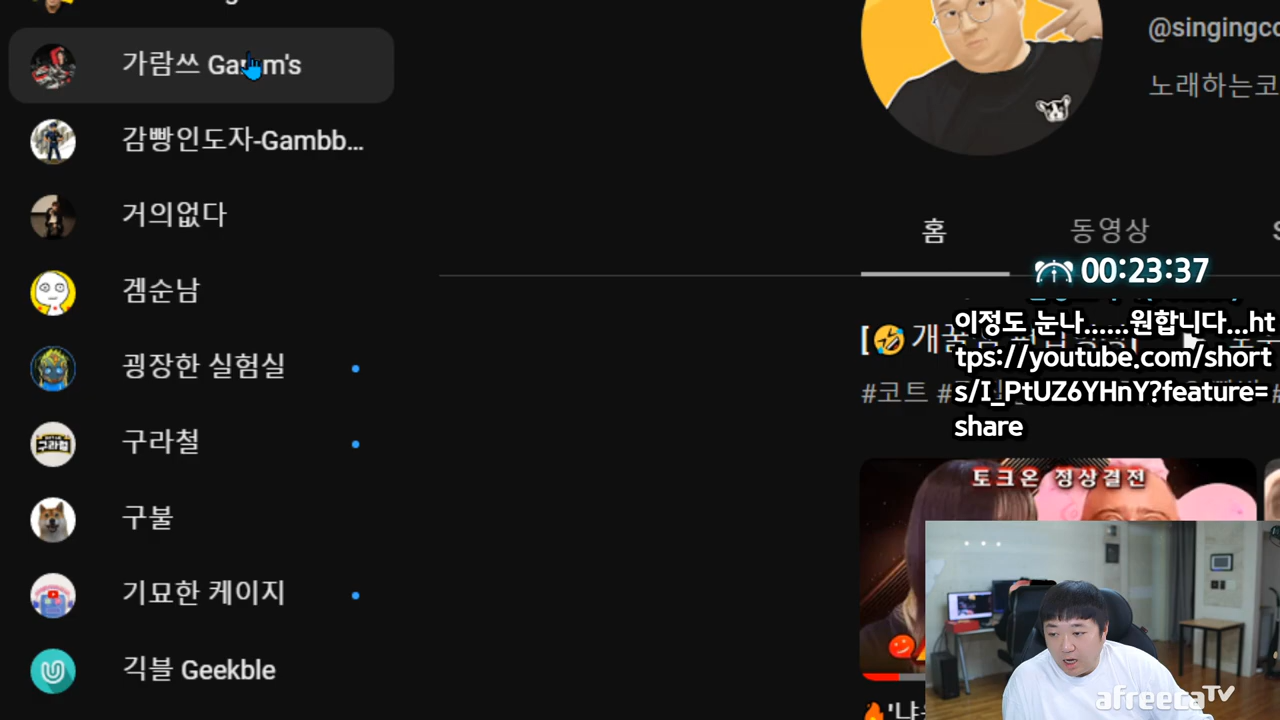 가람쓰 Garam's
감빵인도자-Gambb...
거의없다
겜순남
굉장한 실험실
구라철
구불
기묘한 케이지
긱블 Geekble
@singingco
노래하는코
홈
동영상
00:23:37
이정도 눈나......원합니다...ht
tps://youtube.com/short
s/I_PtUZ6YHnY?feature=
share
#코트
토크온 정상결전
구라철
afreecaTV